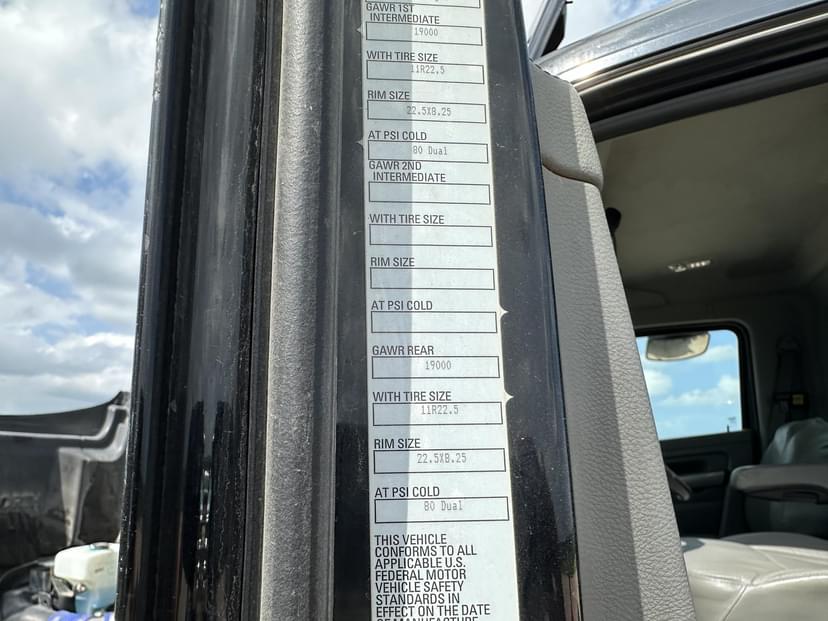 GAWR 1ST
INTERMEDIATE
19000
WITH TIRE SIZE
11R22.5
RIM SIZE
22.5X8.25
AT PSI COLD
80 Dual
GAWR 2ND
INTERMEDIATE
WITH TIRE SIZE
RIM SIZE
AT PSI COLD
GAWR REAR
19000
WITH TIRE SIZE
11R22.5
RIM SIZE
22.5X8.25
AT PSI COLD
80 Dual
THIS VEHICLE
CONFORMS TO ALL
APPLICABLE U.S.
FEDERAL MOTOR
VEHICLE SAFETY
STANDARDS IN
EFFECT ON THE DATE
OF MANUFACTURE